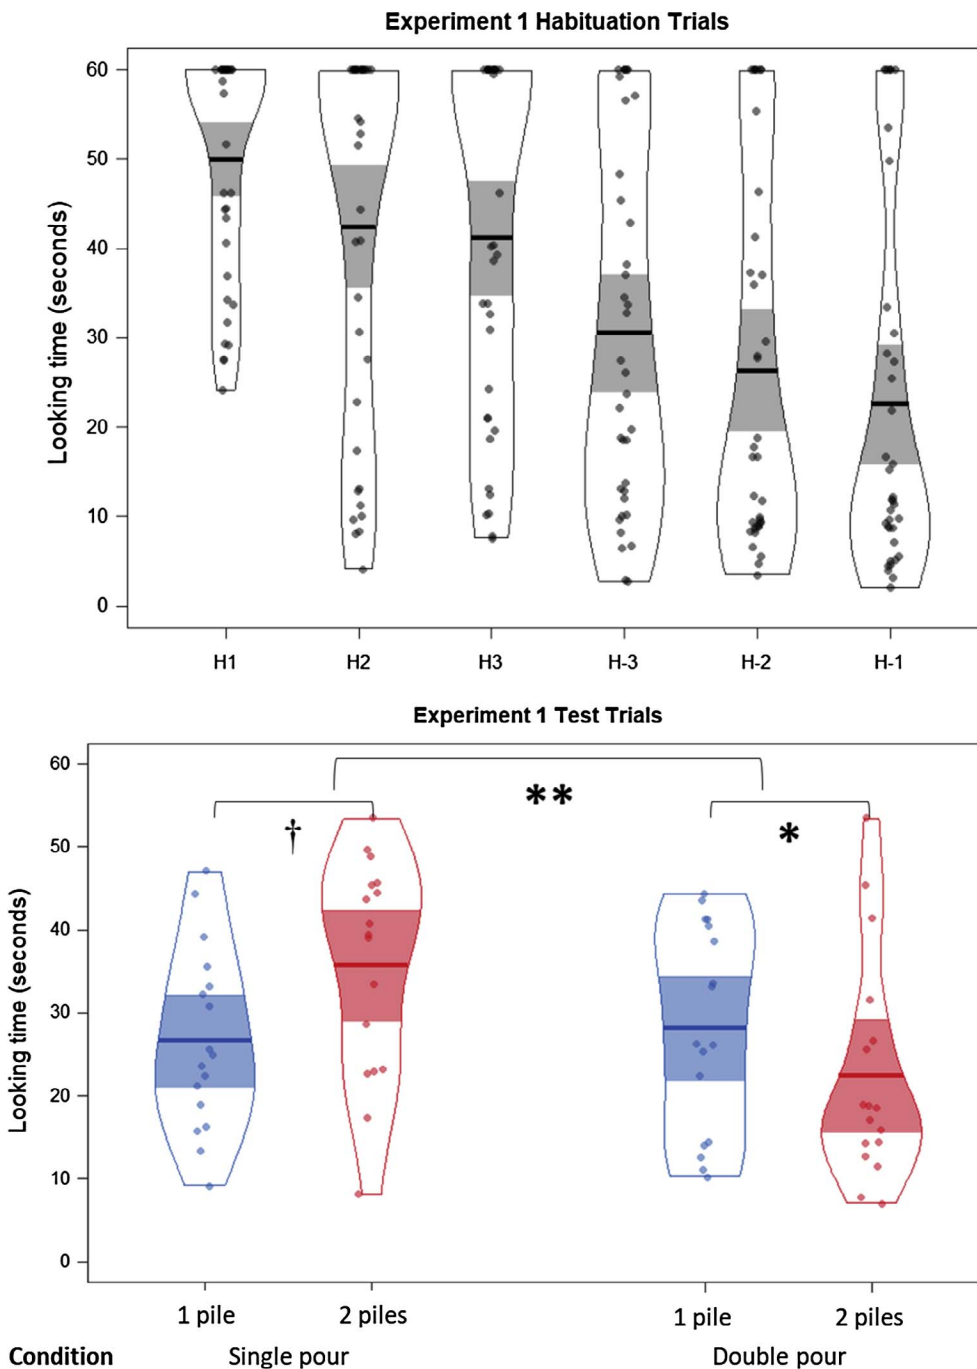 Experiment 1 Habituation Trials
Looking time (seconds)
60
50
40
30
20
10
0
H1 H2 H3 H-3 H-2 H-1
Experiment 1 Test Trials
Looking time (seconds)
60
50
40
30
20
10
0
**
† *
1 pile 2 piles 1 pile 2 piles
Condition Single pour Double pour